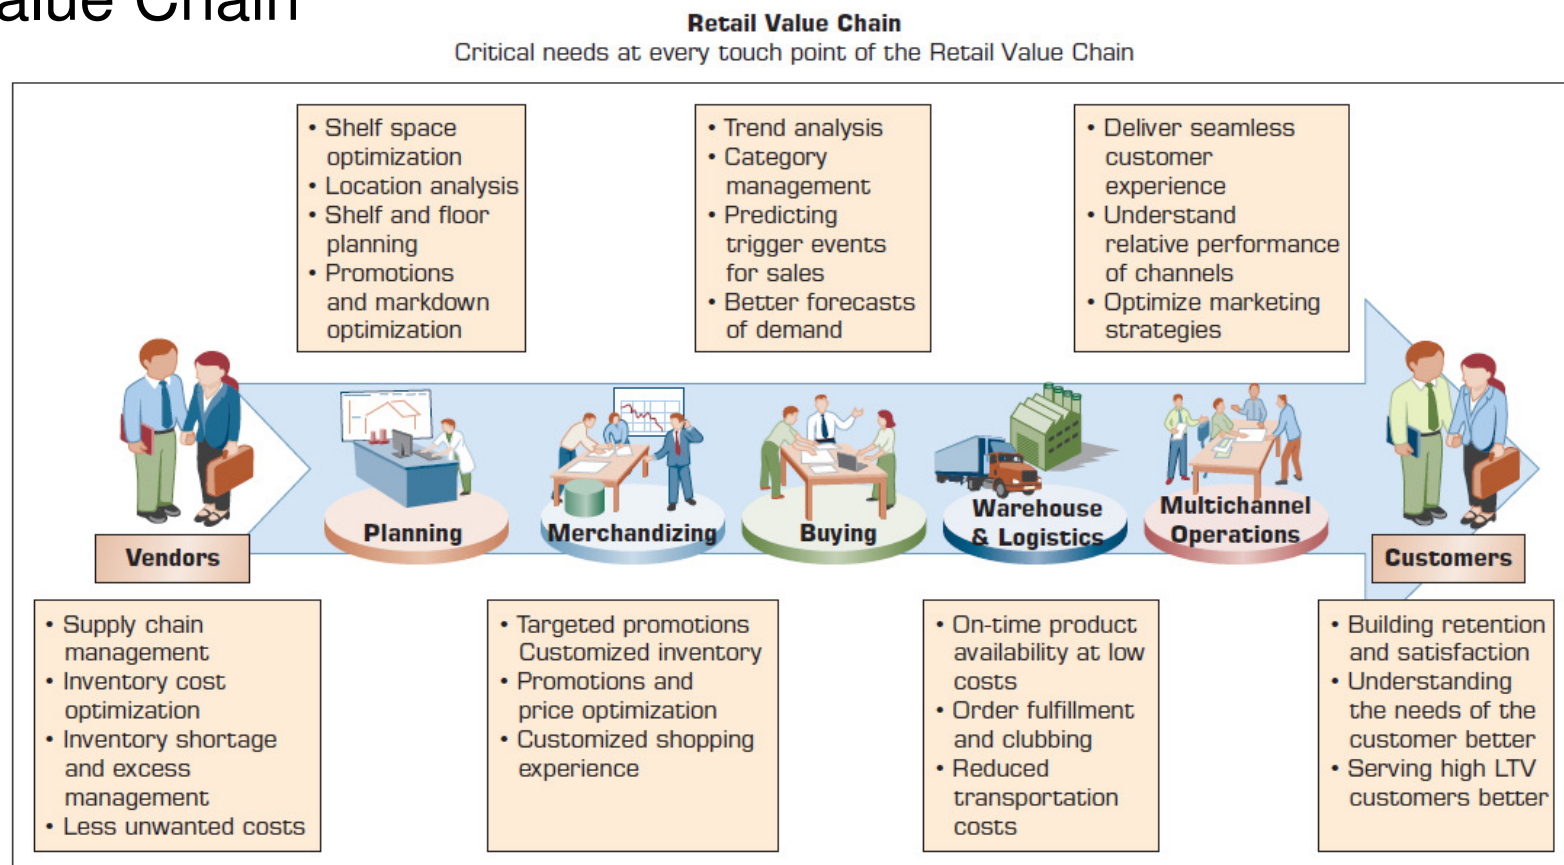 alue Chain
Retail Value Chain
Critical needs at every touch point of the Retail Value Chain
• Shelf space
optimization
• Location analysis
• Shelf and floor
planning
• Promotions
and markdown
optimization
• Trend analysis
• Category
management
• Predicting
trigger events
for sales
• Better forecasts
of demand
• Deliver seamless
customer
experience
• Understand
relative performance
of channels
• Optimize marketing
strategies
Vendors
Planning
Merchandizing
Buying
Warehouse
& Logistics
Multichannel
Operations
Customers
• Supply chain
management
• Inventory cost
optimization
• Inventory shortage
and excess
management
• Less unwanted costs
• Targeted promotions
Customized inventory
• Promotions and
price optimization
• Customized shopping
experience
• On-time product
availability at low
costs
• Order fulfillment
and clubbing
• Reduced
transportation
costs
• Building retention
and satisfaction
• Understanding
the needs of the
customer better
• Serving high LTV
customers better